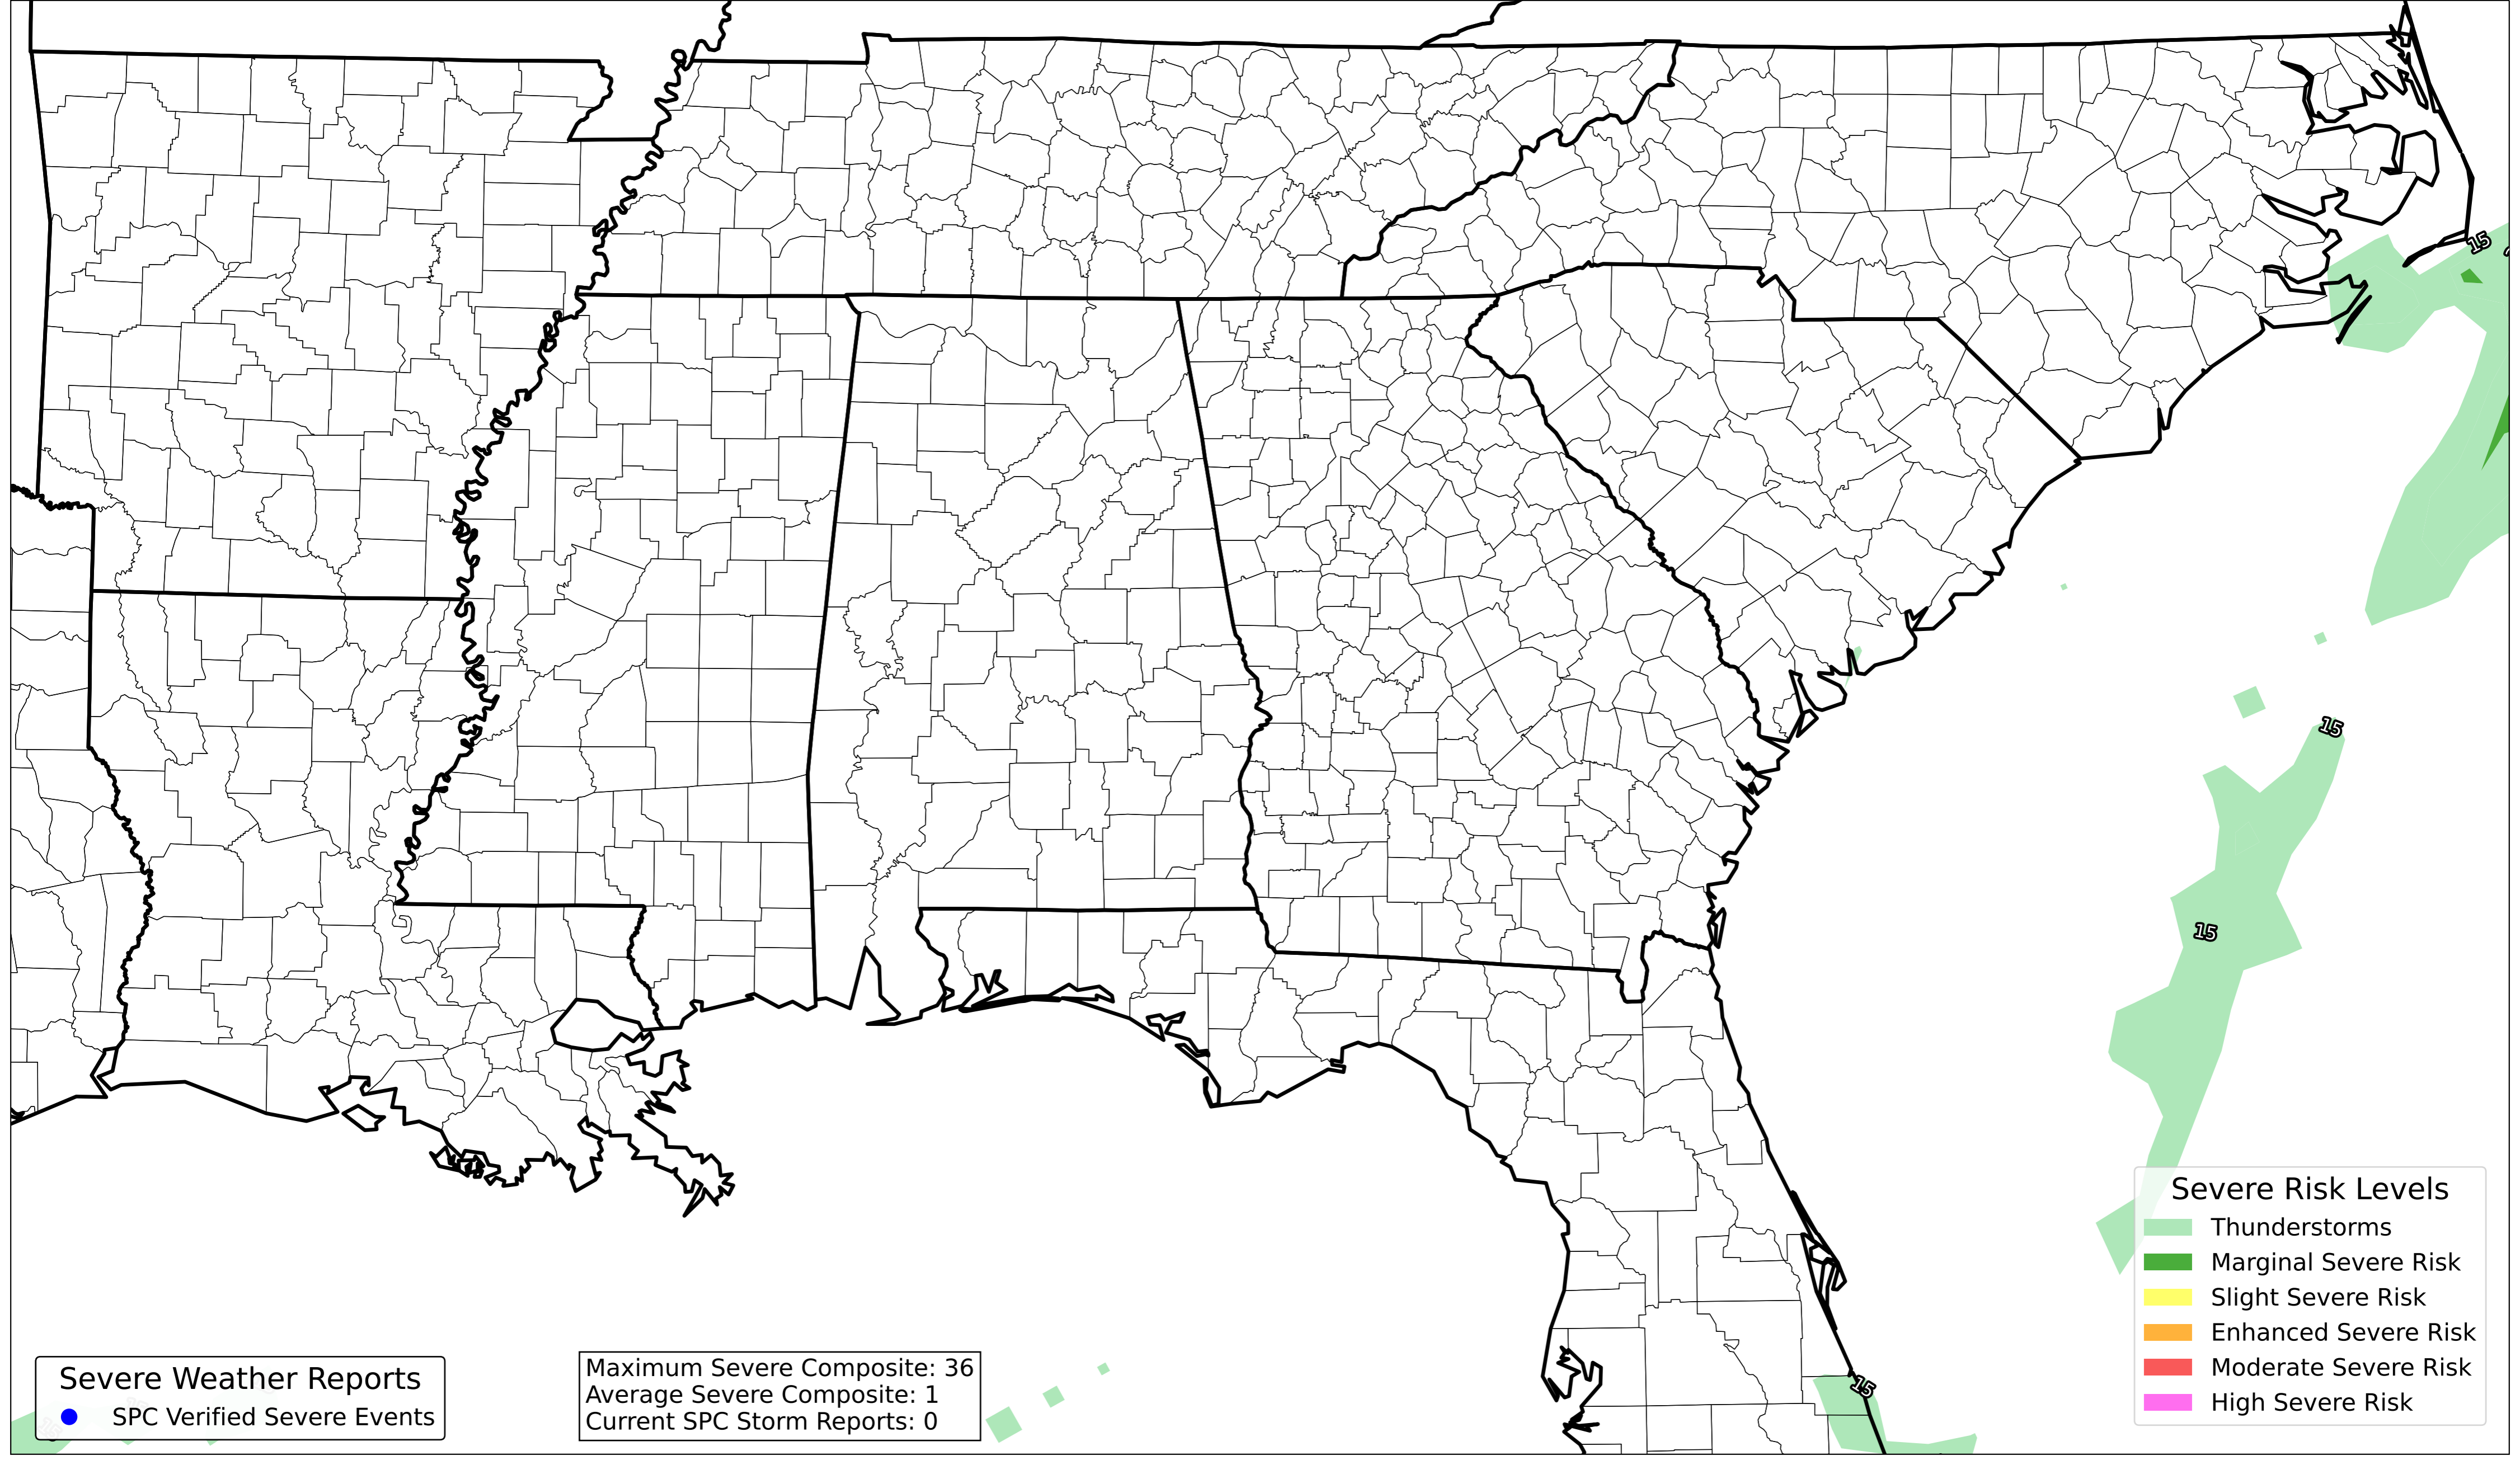 15
15
15
Severe Risk Levels
Thunderstorms
Marginal Severe Risk
Slight Severe Risk
Enhanced Severe Risk
Moderate Severe Risk
High Severe Risk
Maximum Severe Composite: 36
Average Severe Composite: 1
Current SPC Storm Reports: 0
Severe Weather Reports
SPC Verified Severe Events
15